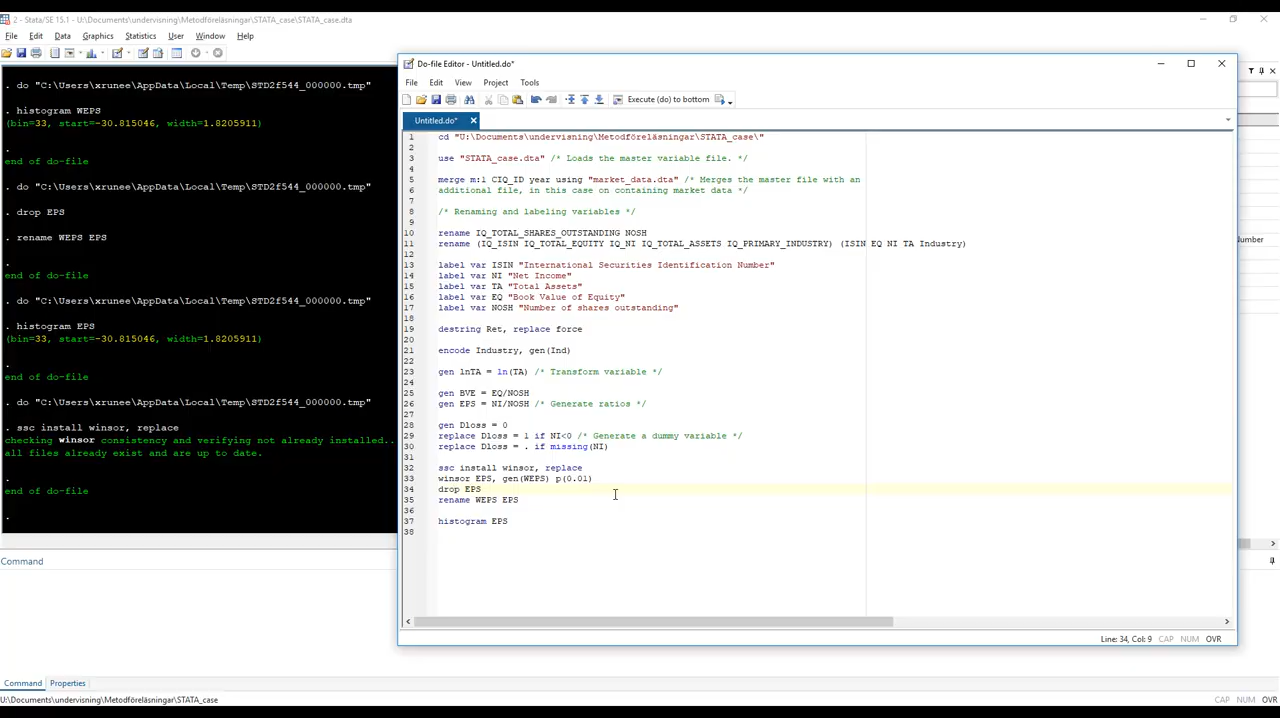 2 - Stata/SE 15.1 - U:\Documents\undervisning\Metodföreläsningar\STATA_case\STATA_case.dta
File Edit Data Graphics Statistics User Window Help
. do "C:\Users\xrunee\AppData\Local\Temp\STD2f544_000000.tmp"
. histogram WEPS
(bin=33, start=-30.815046, width=1.8205911)
.
end of do-file
. do "C:\Users\xrunee\AppData\Local\Temp\STD2f544_000000.tmp"
. drop EPS
. rename WEPS EPS
.
end of do-file
. do "C:\Users\xrunee\AppData\Local\Temp\STD2f544_000000.tmp"
. histogram EPS
(bin=33, start=-30.815046, width=1.8205911)
.
end of do-file
. do "C:\Users\xrunee\AppData\Local\Temp\STD2f544_000000.tmp"
. ssc install winsor, replace
checking winsor consistency and verifying not already installed..
all files already exist and are up to date.
.
end of do-file
.
Command
Command Properties
U:\Documents\undervisning\Metodföreläsningar\STATA_case
CAP NUM OVR
umber
Do-file Editor - Untitled.do*
File Edit View Project Tools
Execute (do) to bottom
Untitled.do*
1 cd "U:\Documents\undervisning\Metodföreläsningar\STATA_case\"
2
3 use "STATA_case.dta" /* Loads the master variable file. */
4
5 merge m:1 CIQ_ID year using "market_data.dta" /* Merges the master file with an
6 additional file, in this case on containing market data */
7
8 /* Renaming and labeling variables */
9
10 rename IQ_TOTAL_SHARES_OUTSTANDING NOSH
11 rename (IQ_ISIN IQ_TOTAL_EQUITY IQ_NI IQ_TOTAL_ASSETS IQ_PRIMARY_INDUSTRY) (ISIN EQ NI TA Industry)
12
13 label var ISIN "International Securities Identification Number"
14 label var NI "Net Income"
15 label var TA "Total Assets"
16 label var EQ "Book Value of Equity"
17 label var NOSH "Number of shares outstanding"
18
19 destring Ret, replace force
20
21 encode Industry, gen(Ind)
22
23 gen lnTA = ln(TA) /* Transform variable */
24
25 gen BVE = EQ/NOSH
26 gen EPS = NI/NOSH /* Generate ratios */
27
28 gen Dloss = 0
29 replace Dloss = 1 if NI<0 /* Generate a dummy variable */
30 replace Dloss = . if missing(NI)
31
32 ssc install winsor, replace
33 winsor EPS, gen(WEPS) p(0.01)
34 drop EPS
35 rename WEPS EPS
36
37 histogram EPS
38
Line: 34, Col: 9 CAP NUM OVR